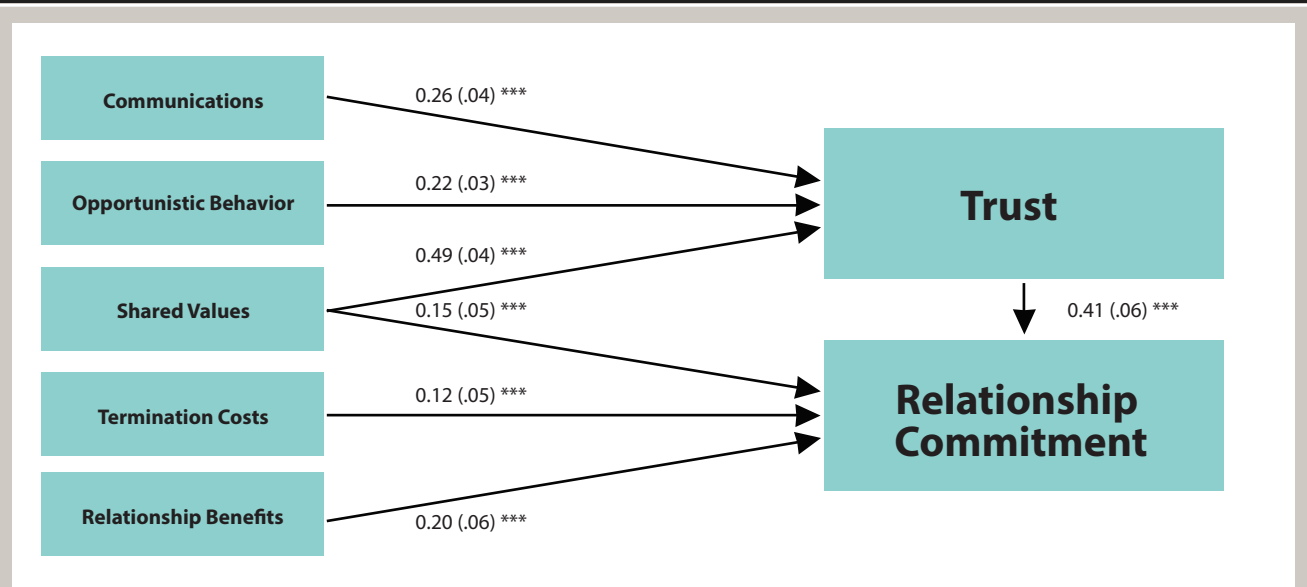 Communications
0.26 (.04) ***
Opportunistic Behavior
0.22 (.03) ***
Trust
0.49 (.04) ***
Shared Values
0.15 (.05) ***
0.41 (.06) ***
Termination Costs
0.12 (.05) ***
Relationship
Commitment
Relationship Benefits
0.20 (.06) ***